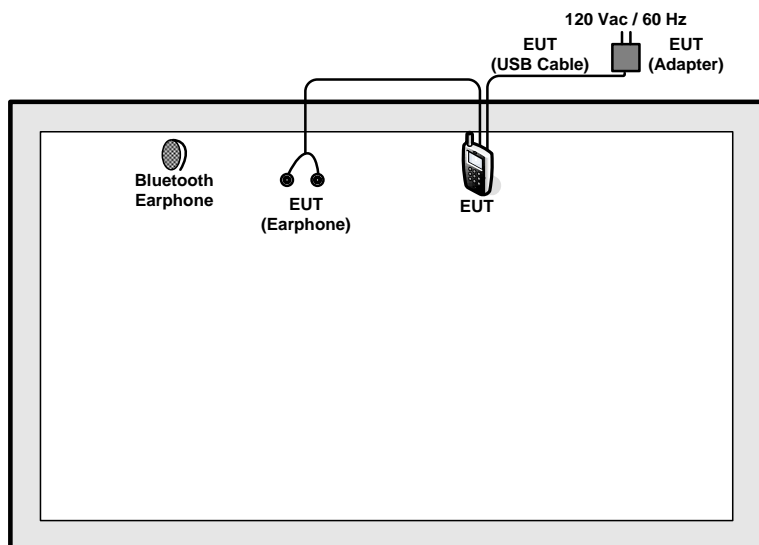 120 Vac / 60 Hz
EUT
(USB Cable)
EUT
(Adapter)
Bluetooth
Earphone
EUT
(Earphone)
EUT